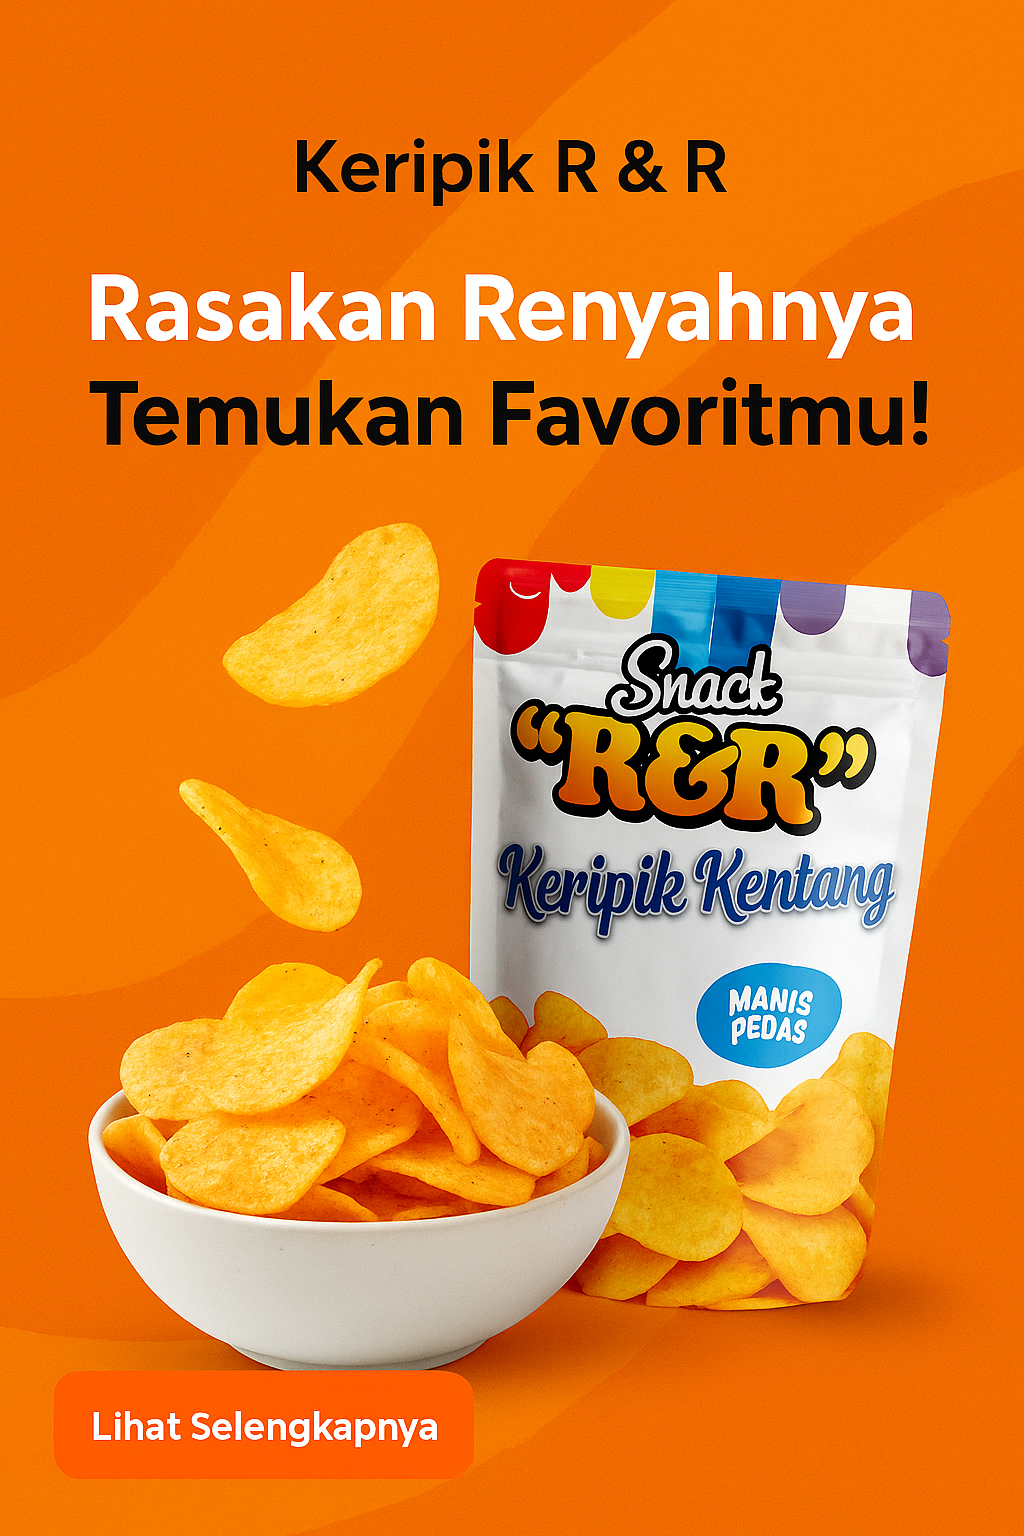 Keripik R & R
Rasakan Renyahnya
Temukan Favoritmu!
Snack
“R&R”
Keripik Kentang
MANIS
PEDAS
Lihat Selengkapnya